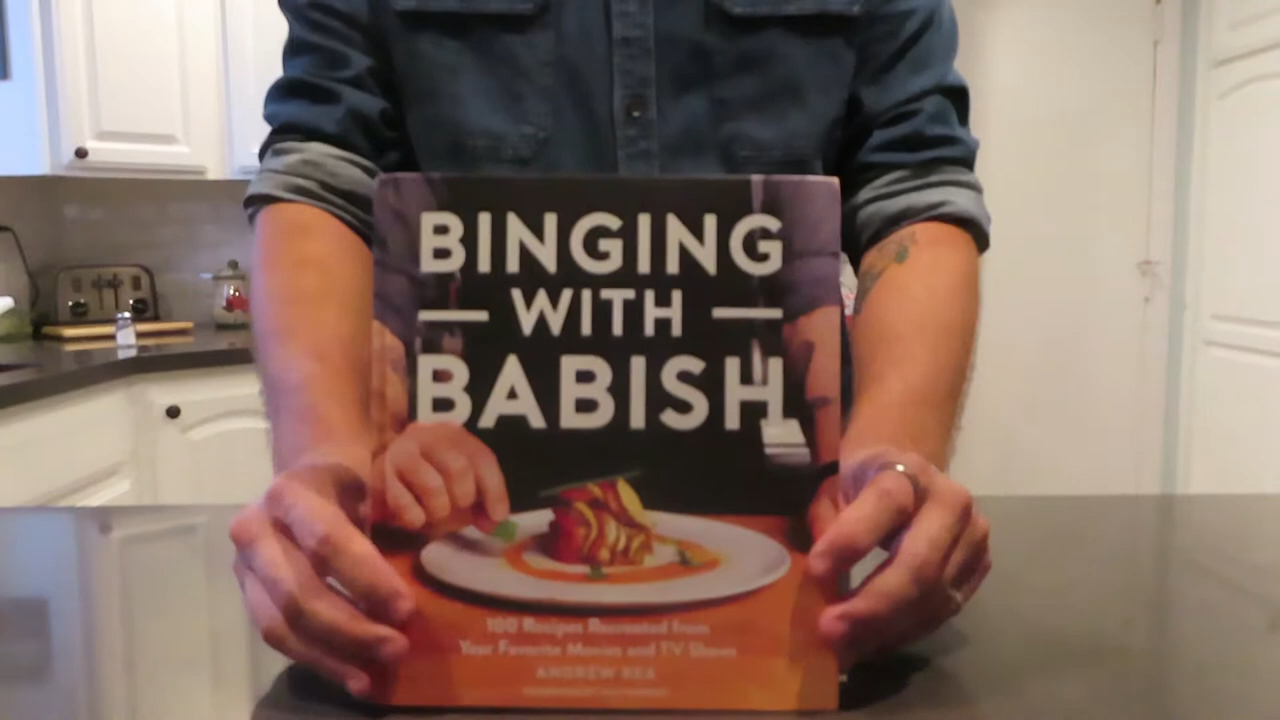 BINGING
WITH
BABISH
100 Recipes Recreated from
Your Favorite Movies and TV Shows
ANDREW REA